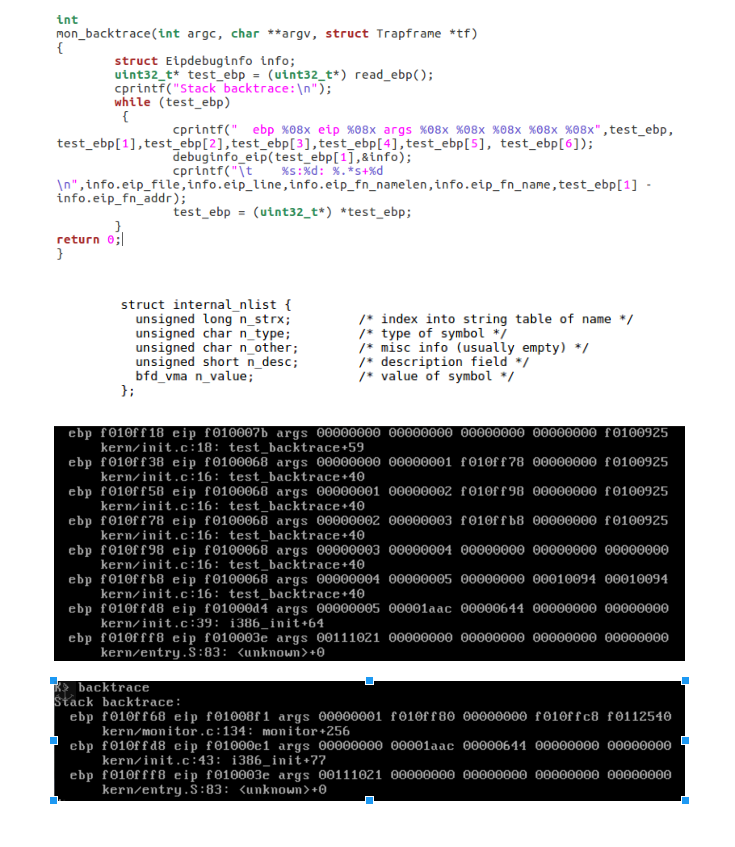 int
mon_backtrace(int argc, char **argv, struct Trapframe *tf)
{
struct Eipdebuginfo info;
uint32_t* test_ebp = (uint32_t*) read_ebp();
cprintf("Stack backtrace:\n");
while (test_ebp)
{
cprintf(" ebp %08x eip %08x args %08x %08x %08x %08x %08x",test_ebp,
test_ebp[1],test_ebp[2],test_ebp[3],test_ebp[4],test_ebp[5], test_ebp[6]);
debuginfo_eip(test_ebp[1],&info);
cprintf("\t %s:%d: %.*s+%d
\n",info.eip_file,info.eip_line,info.eip_fn_namelen,info.eip_fn_name,test_ebp[1] -
info.eip_fn_addr);
test_ebp = (uint32_t*) *test_ebp;
}
return 0;
}
struct internal_nlist {
unsigned long n_strx; /* index into string table of name */
unsigned char n_type; /* type of symbol */
unsigned char n_other; /* misc info (usually empty) */
unsigned short n_desc; /* description field */
bfd_vma n_value; /* value of symbol */
};
ebp f010ff18 eip f010007b args 00000000 00000000 00000000 00000000 f0100925
kern/init.c:18: test_backtrace+59
ebp f010ff38 eip f0100068 args 00000000 00000001 f010ff78 00000000 f0100925
kern/init.c:16: test_backtrace+40
ebp f010ff58 eip f0100068 args 00000001 00000002 f010ff98 00000000 f0100925
kern/init.c:16: test_backtrace+40
ebp f010ff78 eip f0100068 args 00000002 00000003 f010ffb8 00000000 f0100925
kern/init.c:16: test_backtrace+40
ebp f010ff98 eip f0100068 args 00000003 00000004 00000000 00000000 00000000
kern/init.c:16: test_backtrace+40
ebp f010ffb8 eip f0100068 args 00000004 00000005 00000000 00010094 00010094
kern/init.c:16: test_backtrace+40
ebp f010ffd8 eip f01000d4 args 00000005 00001aac 00000644 00000000 00000000
kern/init.c:39: i386_init+64
ebp f010fff8 eip f010003e args 00111021 00000000 00000000 00000000 00000000
kern/entry.S:83: <unknown>+0
K> backtrace
Stack backtrace:
ebp f010ff68 eip f01008f1 args 00000001 f010ff80 00000000 f010ffc8 f0112540
kern/monitor.c:134: monitor+256
ebp f010ffd8 eip f01000e1 args 00000000 00001aac 00000644 00000000 00000000
kern/init.c:43: i386_init+77
ebp f010fff8 eip f010003e args 00111021 00000000 00000000 00000000 00000000
kern/entry.S:83: <unknown>+0